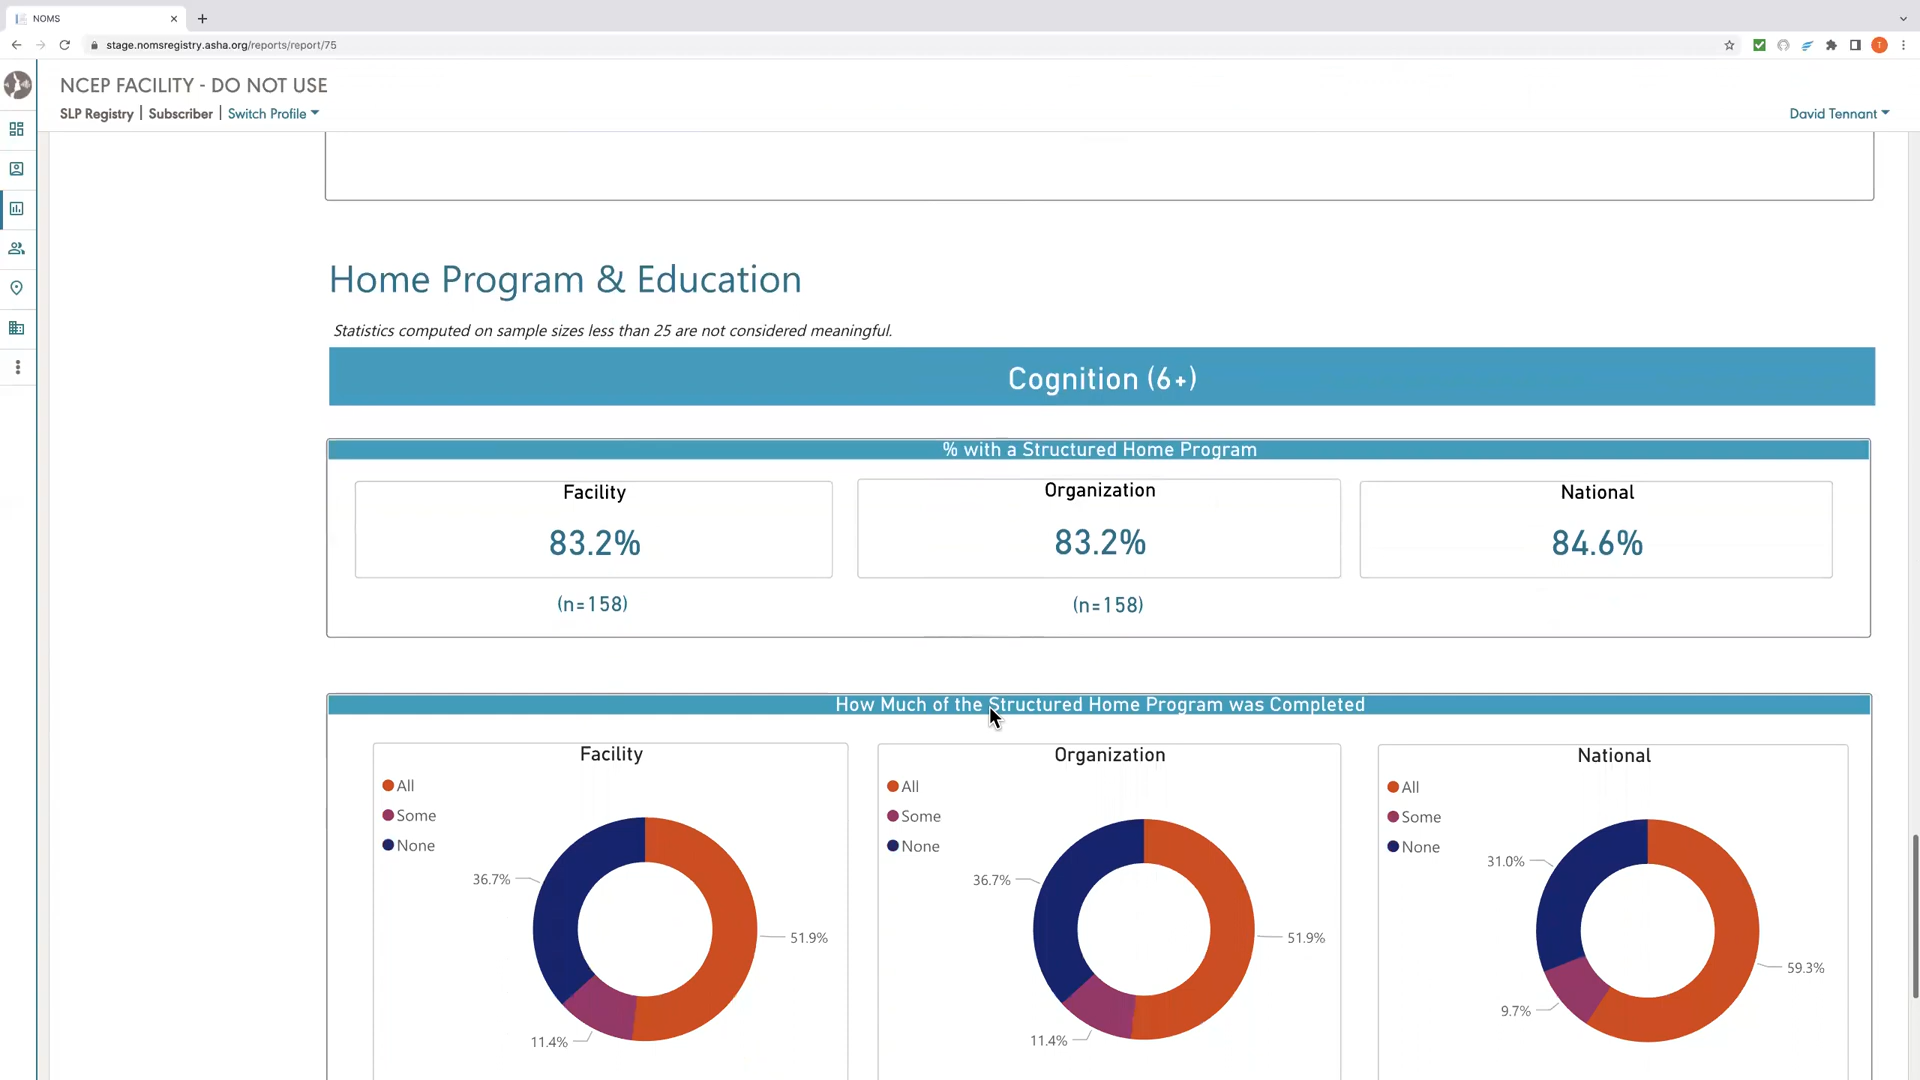 NOMS
stage.nomsregistry.asha.org/reports/report/75
T
NCEP FACILITY - DO NOT USE
SLP Registry | Subscriber | Switch Profile
David Tennant
Home Program & Education
Statistics computed on sample sizes less than 25 are not considered meaningful.
Cognition (6+)
% with a Structured Home Program
Facility
83.2%
(n=158)
Organization
83.2%
(n=158)
National
84.6%
How Much of the Structured Home Program was Completed
Facility
All
Some
None
36.7%
51.9%
11.4%
Organization
All
Some
None
36.7%
51.9%
11.4%
National
All
Some
None
31.0%
59.3%
9.7%